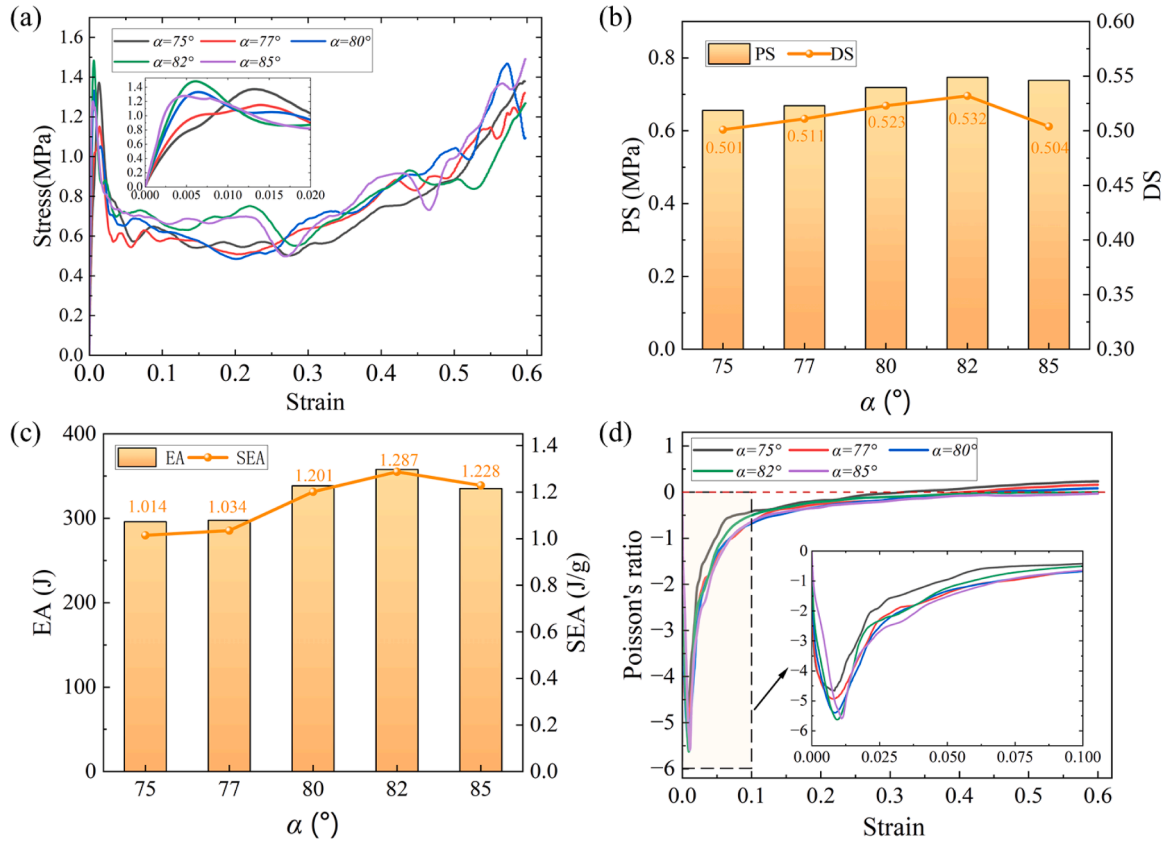 (a)
Stress(MPa)
1.6
1.4
1.2
1.0
0.8
0.6
0.4
0.2
0.0
α=75° α=77° α=80°
α=82° α=85°
1.4
1.2
1.0
0.8
0.6
0.4
0.2
0.0
0.000 0.005 0.010 0.015 0.020
0.0 0.1 0.2 0.3 0.4 0.5 0.6
Strain
(b)
PS (MPa)
0.8
0.6
0.4
0.2
0.0
PS DS
0.501 0.511 0.523 0.532 0.504
0.60
0.55
0.50
0.45
0.40
0.35
0.30
DS
75 77 80 82 85
α (°)
(c)
EA (J)
400
300
200
100
0
EA SEA
1.014 1.034 1.201 1.287 1.228
1.4
1.2
1.0
0.8
0.6
0.4
0.2
0.0
SEA (J/g)
75 77 80 82 85
α (°)
(d)
Poisson's ratio
1
0
−1
−2
−3
−4
−5
−6
α=75° α=77° α=80°
α=82° α=85°
0
−1
−2
−3
−4
−5
−6
0.000 0.025 0.050 0.075 0.100
0.0 0.1 0.2 0.3 0.4 0.5 0.6
Strain